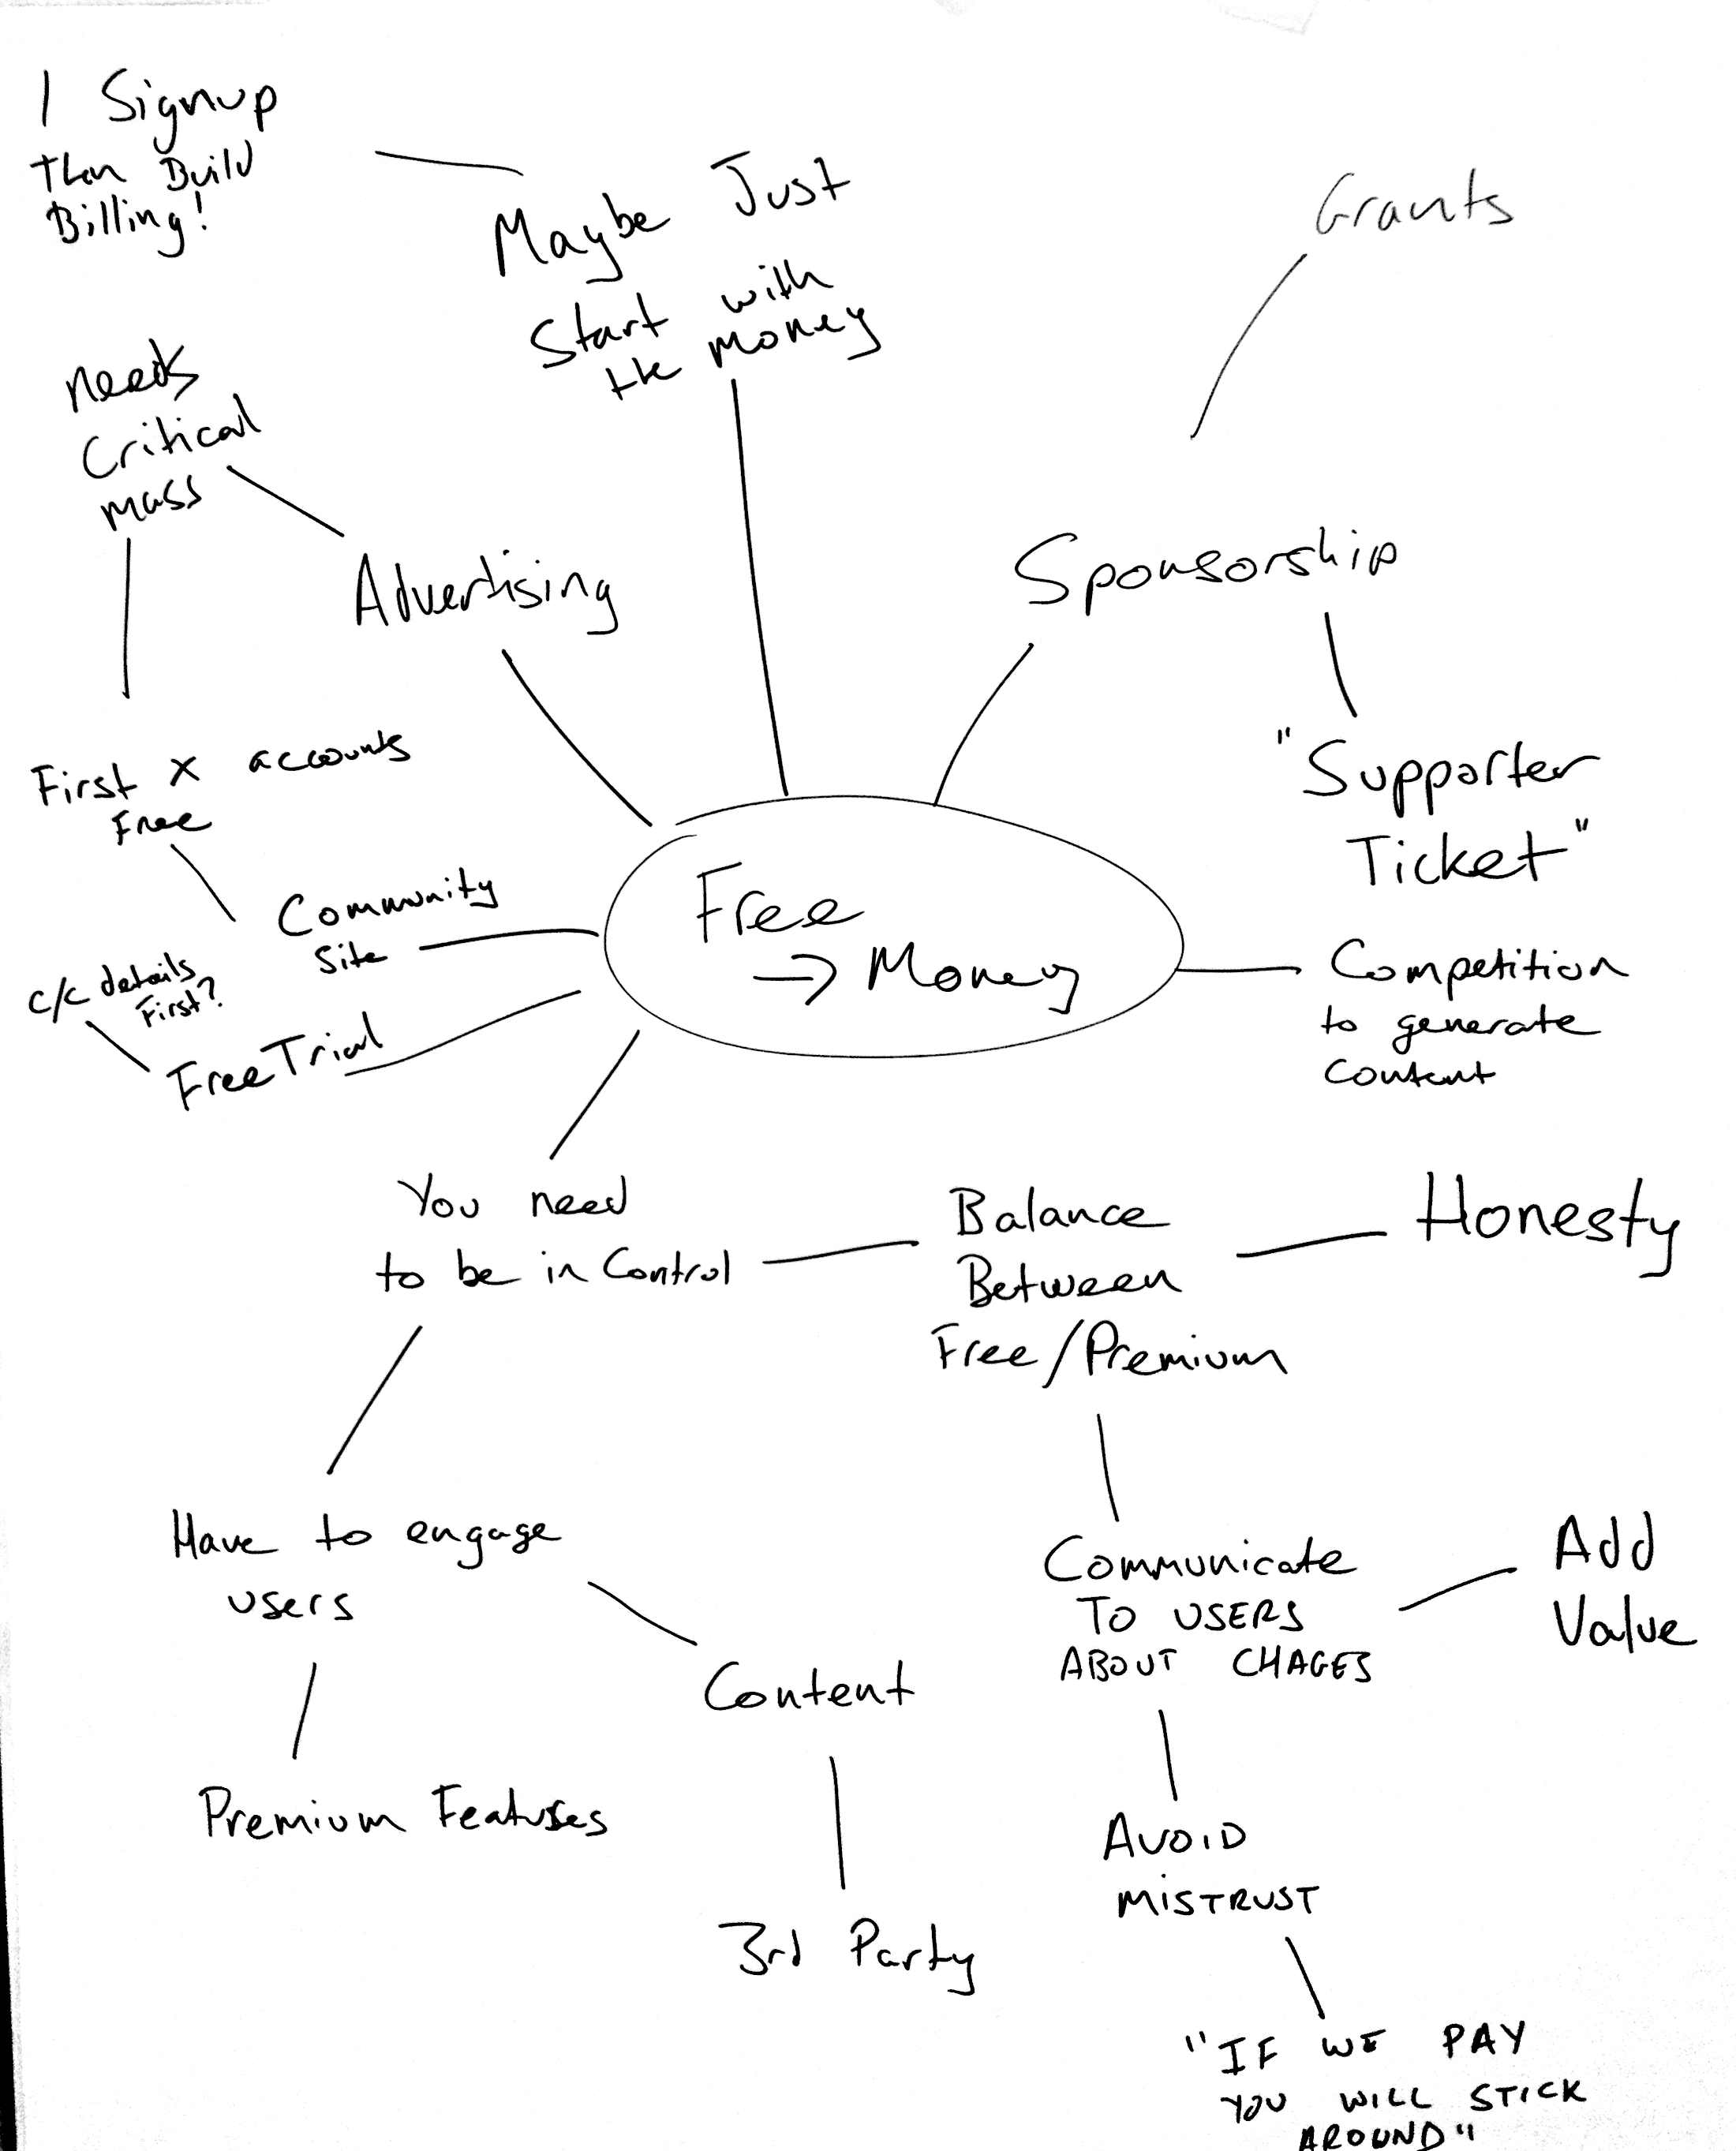 1 Signup
Then Build
Billing!
Maybe Just
Start with
the money
Grants
needs
Critical
mass
Advertising
Sponsorship
"Supporter
Ticket"
First X accounts
Free
Community
Site
c/c details
First?
Free Trial
Free
→ Money
Competition
to generate
Content
You need
to be in Control
Balance
Between
Free/Premium
Honesty
Have to engage
users
Content
Premium Features
3rd Party
Communicate
TO USERS
ABOUT CHAGES
Add
Value
AVOID
MISTRUST
"IF WE PAY
YOU WILL STICK
AROUND"